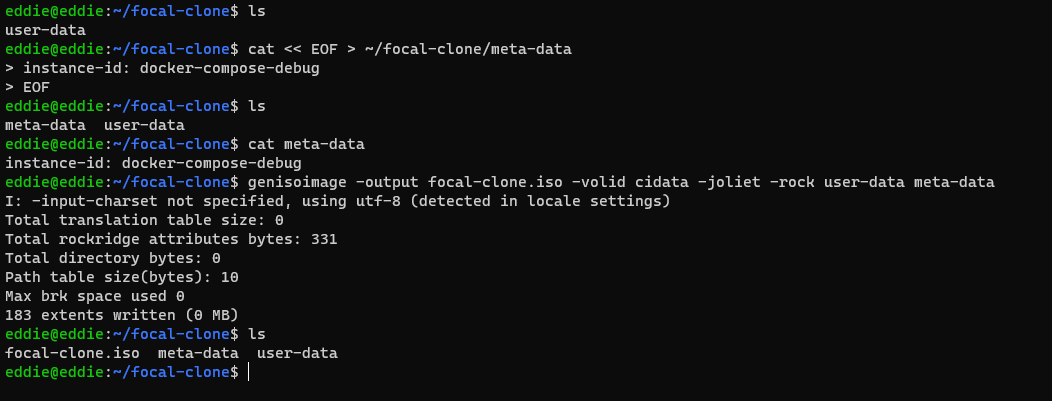 eddie@eddie:~/focal-clone$ ls
user-data
eddie@eddie:~/focal-clone$ cat << EOF > ~/focal-clone/meta-data
> instance-id: docker-compose-debug
> EOF
eddie@eddie:~/focal-clone$ ls
meta-data  user-data
eddie@eddie:~/focal-clone$ cat meta-data
instance-id: docker-compose-debug
eddie@eddie:~/focal-clone$ genisoimage -output focal-clone.iso -volid cidata -joliet -rock user-data meta-data
I: -input-charset not specified, using utf-8 (detected in locale settings)
Total translation table size: 0
Total rockridge attributes bytes: 331
Total directory bytes: 0
Path table size(bytes): 10
Max brk space used 0
183 extents written (0 MB)
eddie@eddie:~/focal-clone$ ls
focal-clone.iso  meta-data  user-data
eddie@eddie:~/focal-clone$